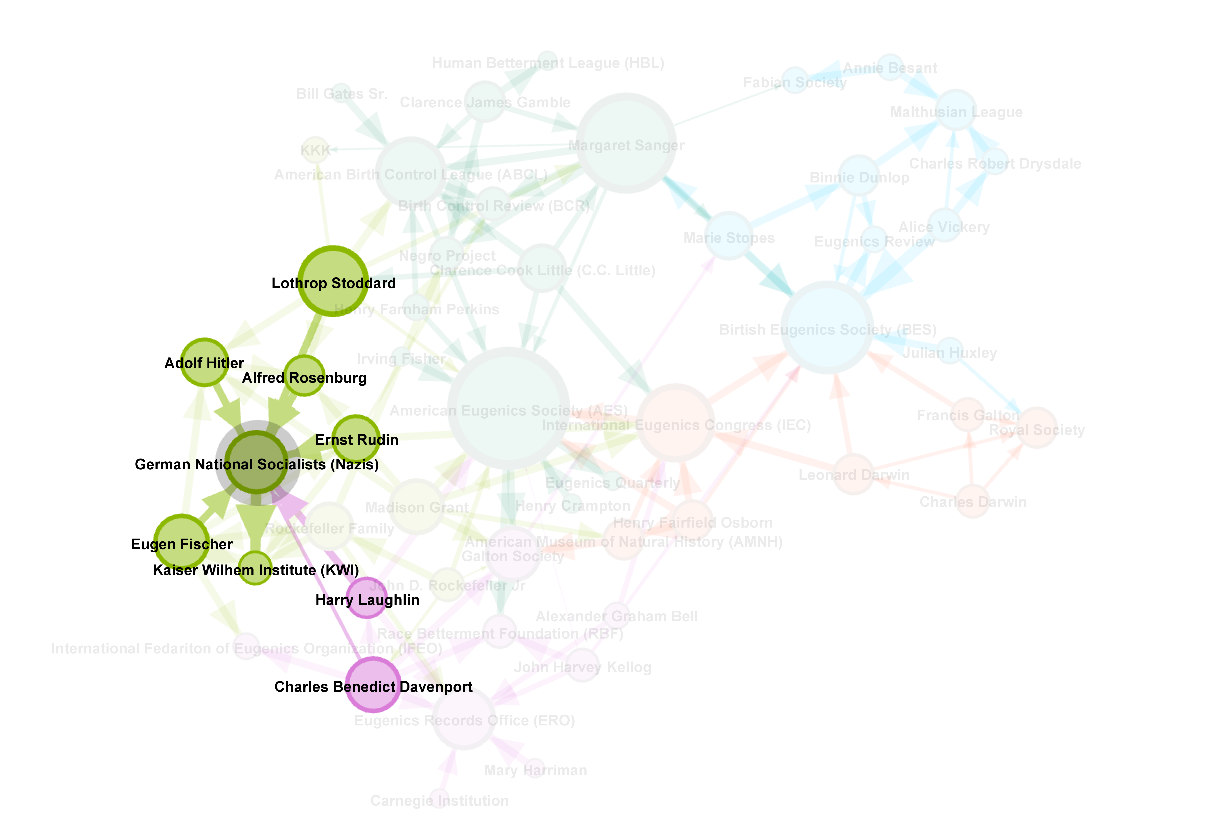 Human Betterment League (HBL)
Annie Besant
Fabian Society
Bill Gates Sr.
Clarence James Gamble
Malthusian League
Margaret Sanger
KKK
Charles Robert Drysdale
American Birth Control League (ABCL)
Binnie Dunlop
Birth Control Review (BCR)
Alice Vickery
Marie Stopes
Eugenics Review
Negro Project
Clarence Cook Little (C.C. Little)
Lothrop Stoddard
Henry Farnham Perkins
Birtish Eugenics Society (BES)
Julian Huxley
Irving Fisher
Adolf Hitler
Alfred Rosenburg
American Eugenics Society (AES)
Francis Galton
International Eugenics Congress (IEC)
Royal Society
Ernst Rudin
German National Socialists (Nazis)
Leonard Darwin
Eugenics Quarterly
Charles Darwin
Henry Crampton
Madison Grant
Henry Fairfield Osborn
Rockefeller Family
American Museum of Natural History (AMNH)
Eugen Fischer
Galton Society
Kaiser Wilhem Institute (KWI)
John D. Rockefeller Jr
Harry Laughlin
Alexander Graham Bell
Race Betterment Foundation (RBF)
International Fedariton of Eugenics Organization (IFEO)
John Harvey Kellog
Charles Benedict Davenport
Eugenics Records Office (ERO)
Mary Harriman
Carnegie Institution